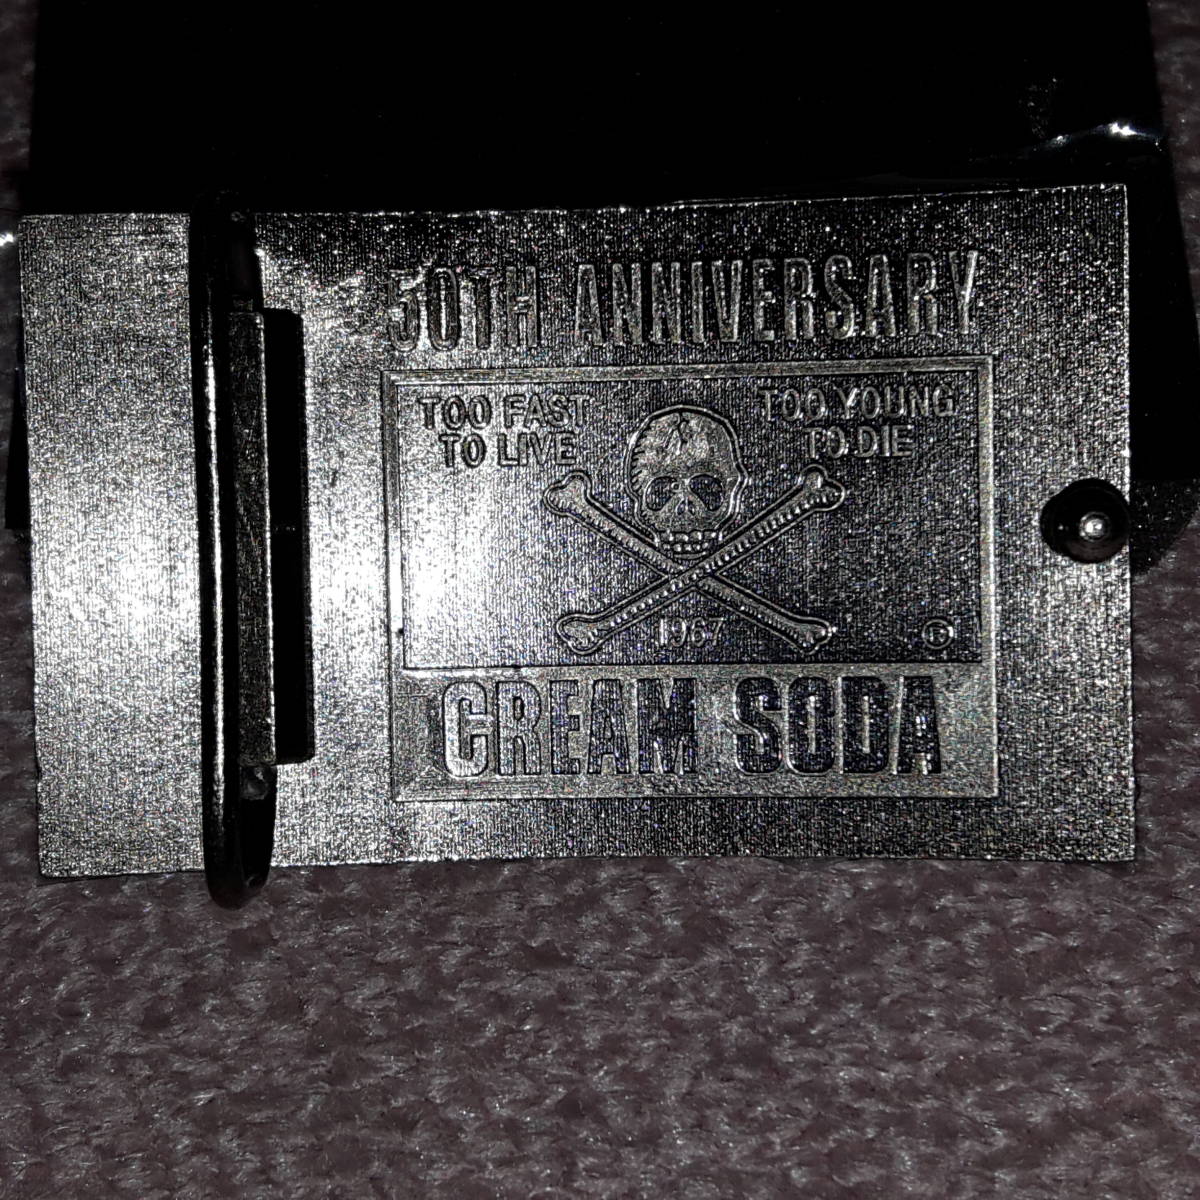 50TH ANNIVERSARY
TOO FAST
TO LIVE
TOO YOUNG
TO DIE
1967
®
CREAM SODA